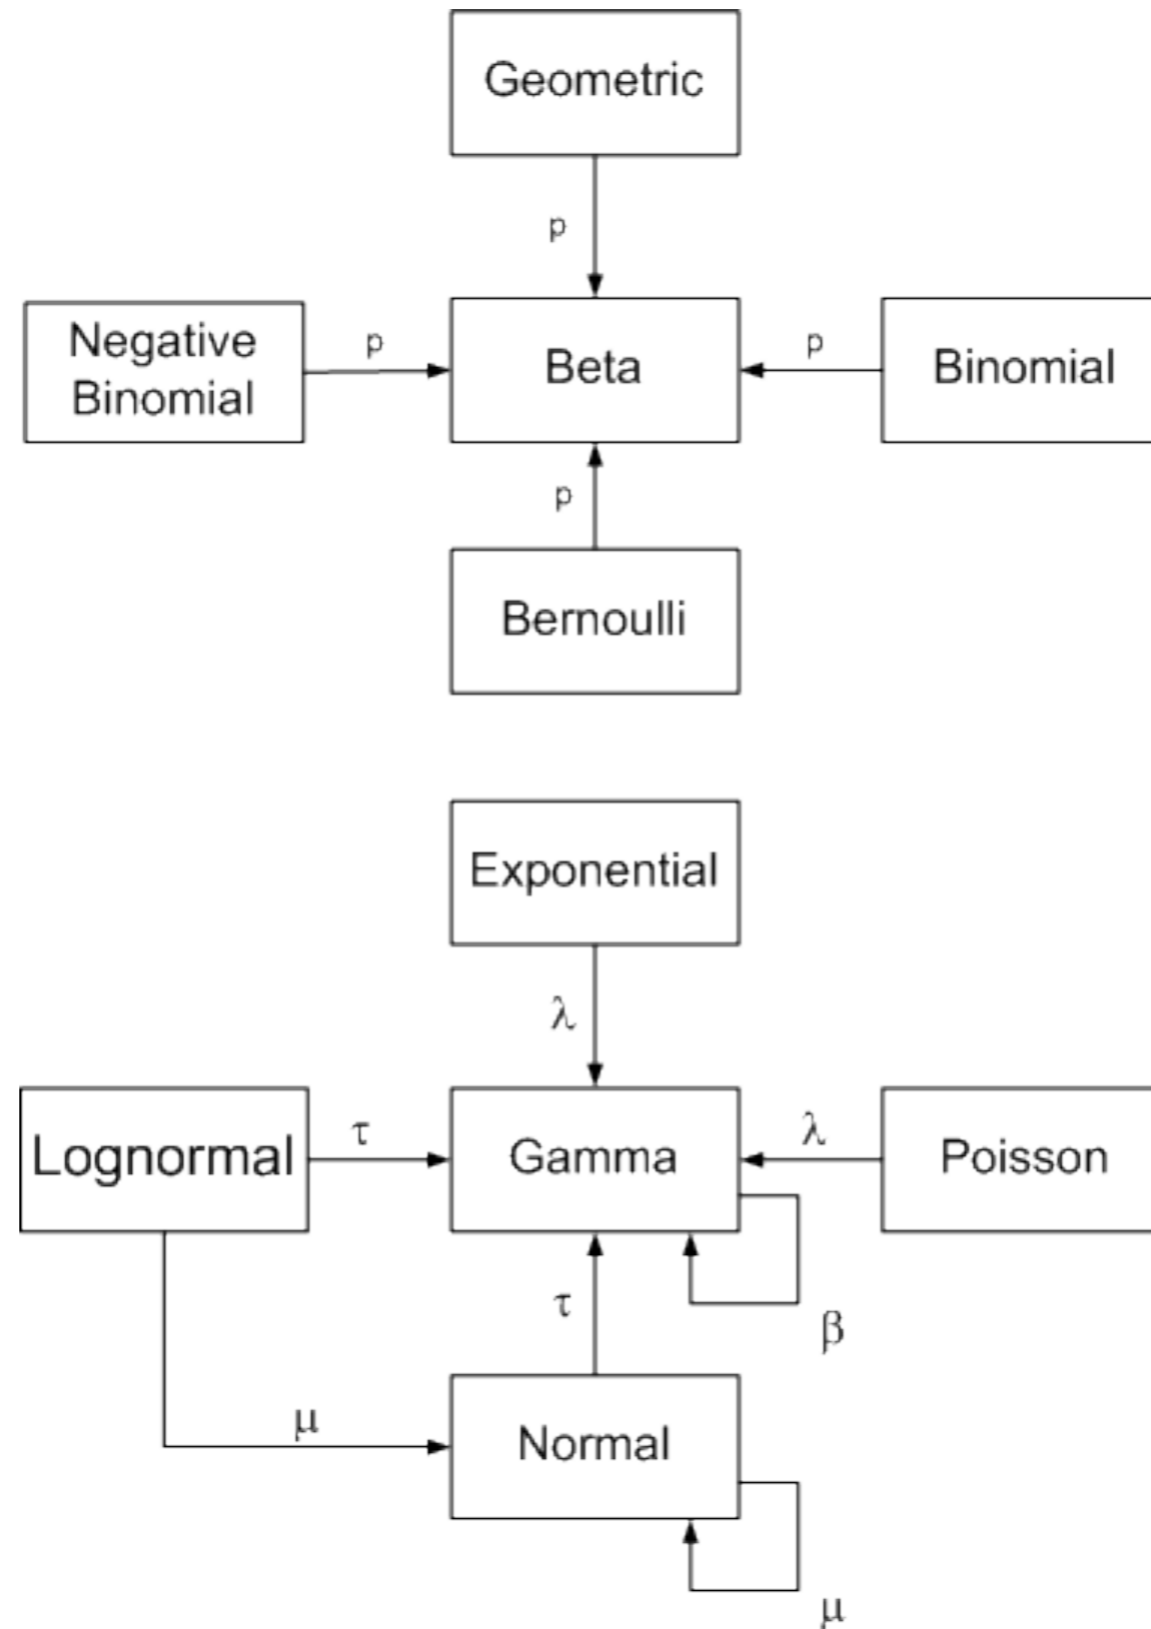 Geometric
p
Negative
Binomial
p
Beta
p
Binomial
p
Bernoulli
Exponential
λ
Lognormal
τ
Gamma
λ
Poisson
τ
β
μ
Normal
μ